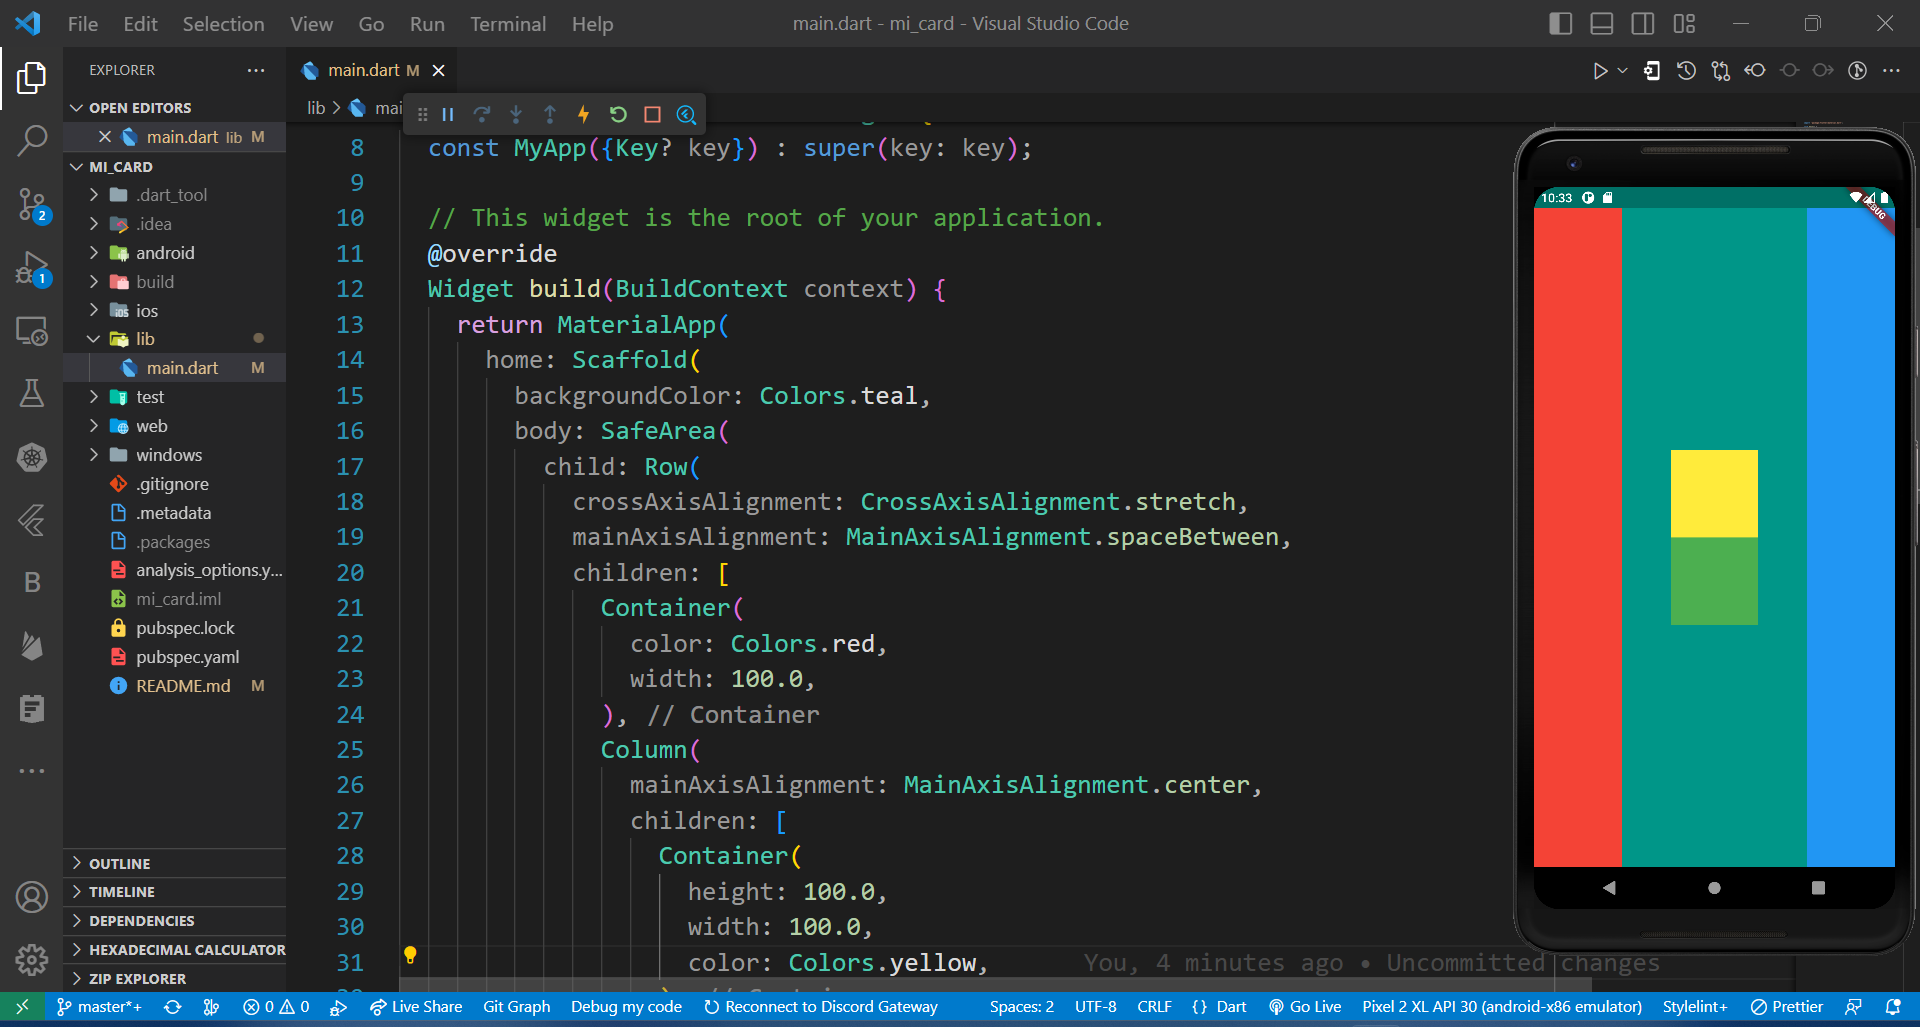 File Edit Selection View Go Run Terminal Help
main.dart - mi_card - Visual Studio Code
EXPLORER
OPEN EDITORS
main.dart lib M
MI_CARD
.dart_tool
.idea
android
build
ios
lib
main.dart M
test
web
windows
.gitignore
.metadata
.packages
analysis_options.y...
mi_card.iml
pubspec.lock
pubspec.yaml
README.md M
OUTLINE
TIMELINE
DEPENDENCIES
HEXADECIMAL CALCULATOR
ZIP EXPLORER
2
1
main.dart M
lib > mai
8 const MyApp({Key? key}) : super(key: key);
9
10 // This widget is the root of your application.
11 @override
12 Widget build(BuildContext context) {
13 return MaterialApp(
14 home: Scaffold(
15 backgroundColor: Colors.teal,
16 body: SafeArea(
17 child: Row(
18 crossAxisAlignment: CrossAxisAlignment.stretch,
19 mainAxisAlignment: MainAxisAlignment.spaceBetween,
20 children: [
21 Container(
22 color: Colors.red,
23 width: 100.0,
24 ), // Container
25 Column(
26 mainAxisAlignment: MainAxisAlignment.center,
27 children: [
28 Container(
29 height: 100.0,
30 width: 100.0,
31 color: Colors.yellow, You, 4 minutes ago • Uncommitted changes
10:33
DEBUG
master*+ 0 0 Live Share Git Graph Debug my code Reconnect to Discord Gateway Spaces: 2 UTF-8 CRLF {} Dart Go Live Pixel 2 XL API 30 (android-x86 emulator) Stylelint+ Prettier